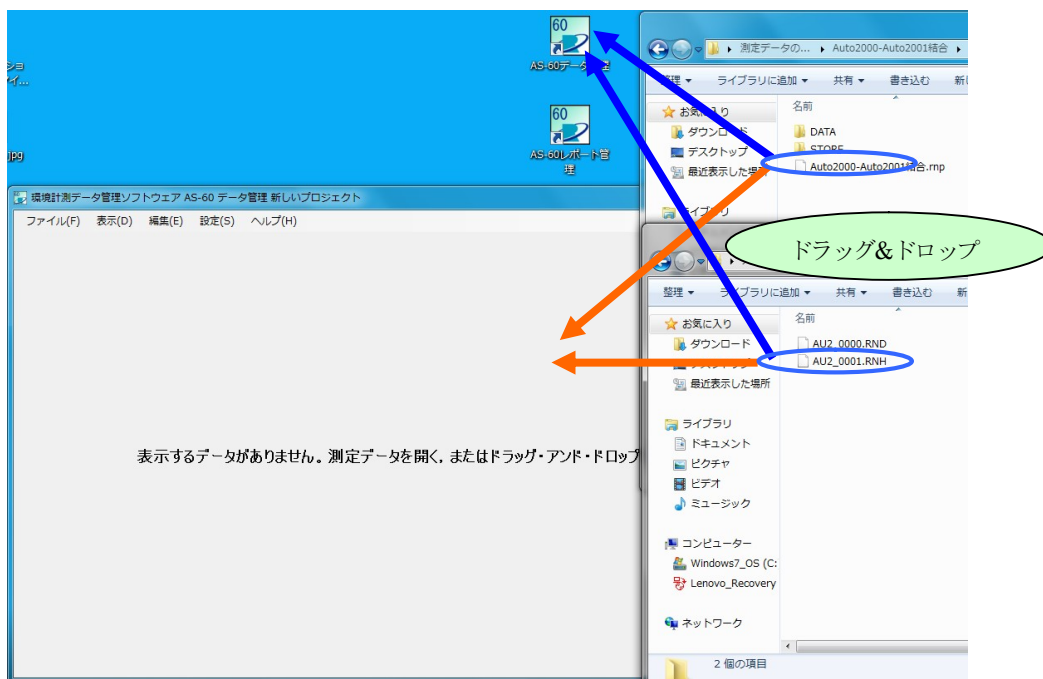 ショ
イ...
jpg
60
AS-60データ管理
60
AS-60レポート管
理
環境計測データ管理ソフトウェア AS-60 データ管理 新しいプロジェクト
ファイル(F) 表示(D) 編集(E) 設定(S) ヘルプ(H)
表示するデータがありません。測定データを開く、またはドラッグ・アンド・ドロップ
測定データの... Auto2000-Auto2001結合
整理 ライブラリに追加 共有 書き込む 新し
お気に入り
ダウンロード
デスクトップ
最近表示した場所
ライブラリ
名前
DATA
STORE
Auto2000-Auto2001結合.rnp
ドラッグ&ドロップ
整理 ライブラリに追加 共有 書き込む 新
お気に入り
ダウンロード
デスクトップ
最近表示した場所
ライブラリ
ドキュメント
ピクチャ
ビデオ
ミュージック
コンピューター
Windows7_OS (C:
Lenovo_Recovery
ネットワーク
名前
AU2_0000.RND
AU2_0001.RNH
2 個の項目